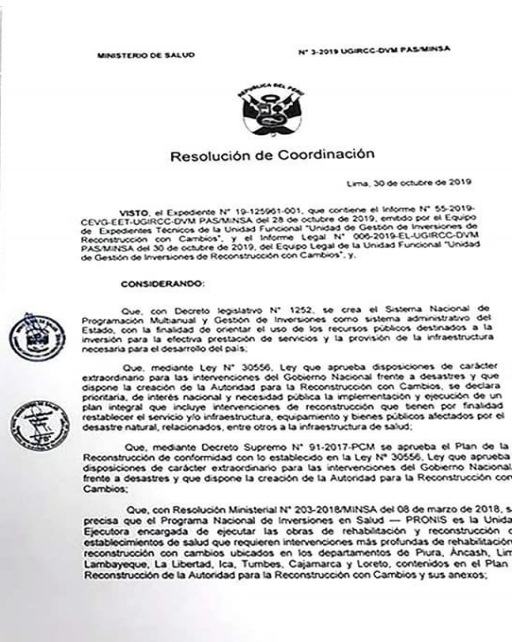 MINISTERIO DE SALUD
N° 3-2019 UGIRCC-DVM PAS/MINSA
REPUBLICA DEL PERU
Resolución de Coordinación
Lima, 30 de octubre de 2019
VISTO, el Expediente N° 19-125961-001, que contiene el Informe N° 55-2019-
CEVG-EET-UGIRCC-DVM PAS/MINSA del 28 de octubre de 2019, emitido por el Equipo
de Expedientes Técnicos de la Unidad Funcional "Unidad de Gestión de Inversiones de
Reconstrucción con Cambios", y el Informe Legal N° 006-2019-EL-UGIRCC-DVM
PAS/MINSA del 30 de octubre de 2019, del Equipo Legal de la Unidad Funcional "Unidad
de Gestión de Inversiones de Reconstrucción con Cambios", y,
CONSIDERANDO:
Que, con Decreto legislativo N° 1252, se crea el Sistema Nacional de
Programación Multianual y Gestión de Inversiones como sistema administrativo del
Estado, con la finalidad de orientar el uso de los recursos públicos destinados a la
inversión para la efectiva prestación de servicios y la provisión de la infraestructura
necesaria para el desarrollo del país;
Que, mediante Ley N° 30556, Ley que aprueba disposiciones de carácter
extraordinario para las intervenciones del Gobierno Nacional frente a desastres y que
dispone la creación de la Autoridad para la Reconstrucción con Cambios, se declara
prioritaria, de interés nacional y necesidad pública la implementación y ejecución de un
plan integral que incluye intervenciones de reconstrucción que tienen por finalidad
restablecer el servicio y/o infraestructura, equipamiento y bienes públicos afectados por el
desastre natural, relacionados, entre otros a la infraestructura de salud;
Que, mediante Decreto Supremo N° 91-2017-PCM se aprueba el Plan de la
Reconstrucción de conformidad con lo establecido en la Ley N° 30556, Ley que aprueba
disposiciones de carácter extraordinario para las intervenciones del Gobierno Nacional
frente a desastres y que dispone la creación de la Autoridad para la Reconstrucción con
Cambios;
Que, con Resolución Ministerial N° 203-2018/MINSA del 08 de marzo de 2018, s
precisa que el Programa Nacional de Inversiones en Salud — PRONIS es la Unida
Ejecutora encargada de ejecutar las obras de rehabilitación y reconstrucción d
establecimientos de salud que requieren intervenciones más profundas de rehabilitación
reconstrucción con cambios ubicados en los departamentos de Piura, Áncash, Lim
Lambayeque, La Libertad, Ica, Tumbes, Cajamarca y Loreto, contenidos en el Plan
Reconstrucción de la Autoridad para la Reconstrucción con Cambios y sus anexos;